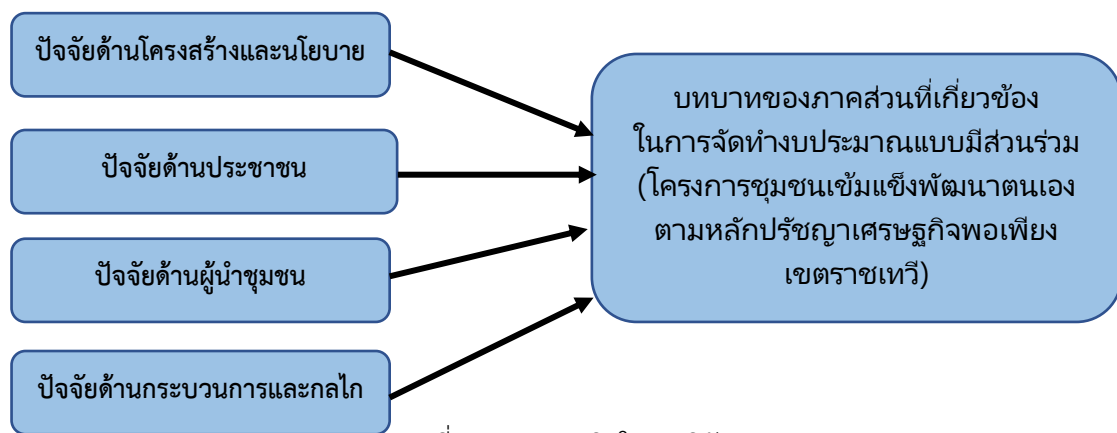 ปัจจัยด้านโครงสร้างและนโยบาย
ปัจจัยด้านประชาชน
ปัจจัยด้านผู้นำชุมชน
ปัจจัยด้านกระบวนการและกลไก
บทบาทของภาคส่วนที่เกี่ยวข้อง
ในการจัดทำงบประมาณแบบมีส่วนร่วม
(โครงการชุมชนเข้มแข็งพัฒนาตนเอง
ตามหลักปรัชญาเศรษฐกิจพอเพียง
เขตราชเทวี)